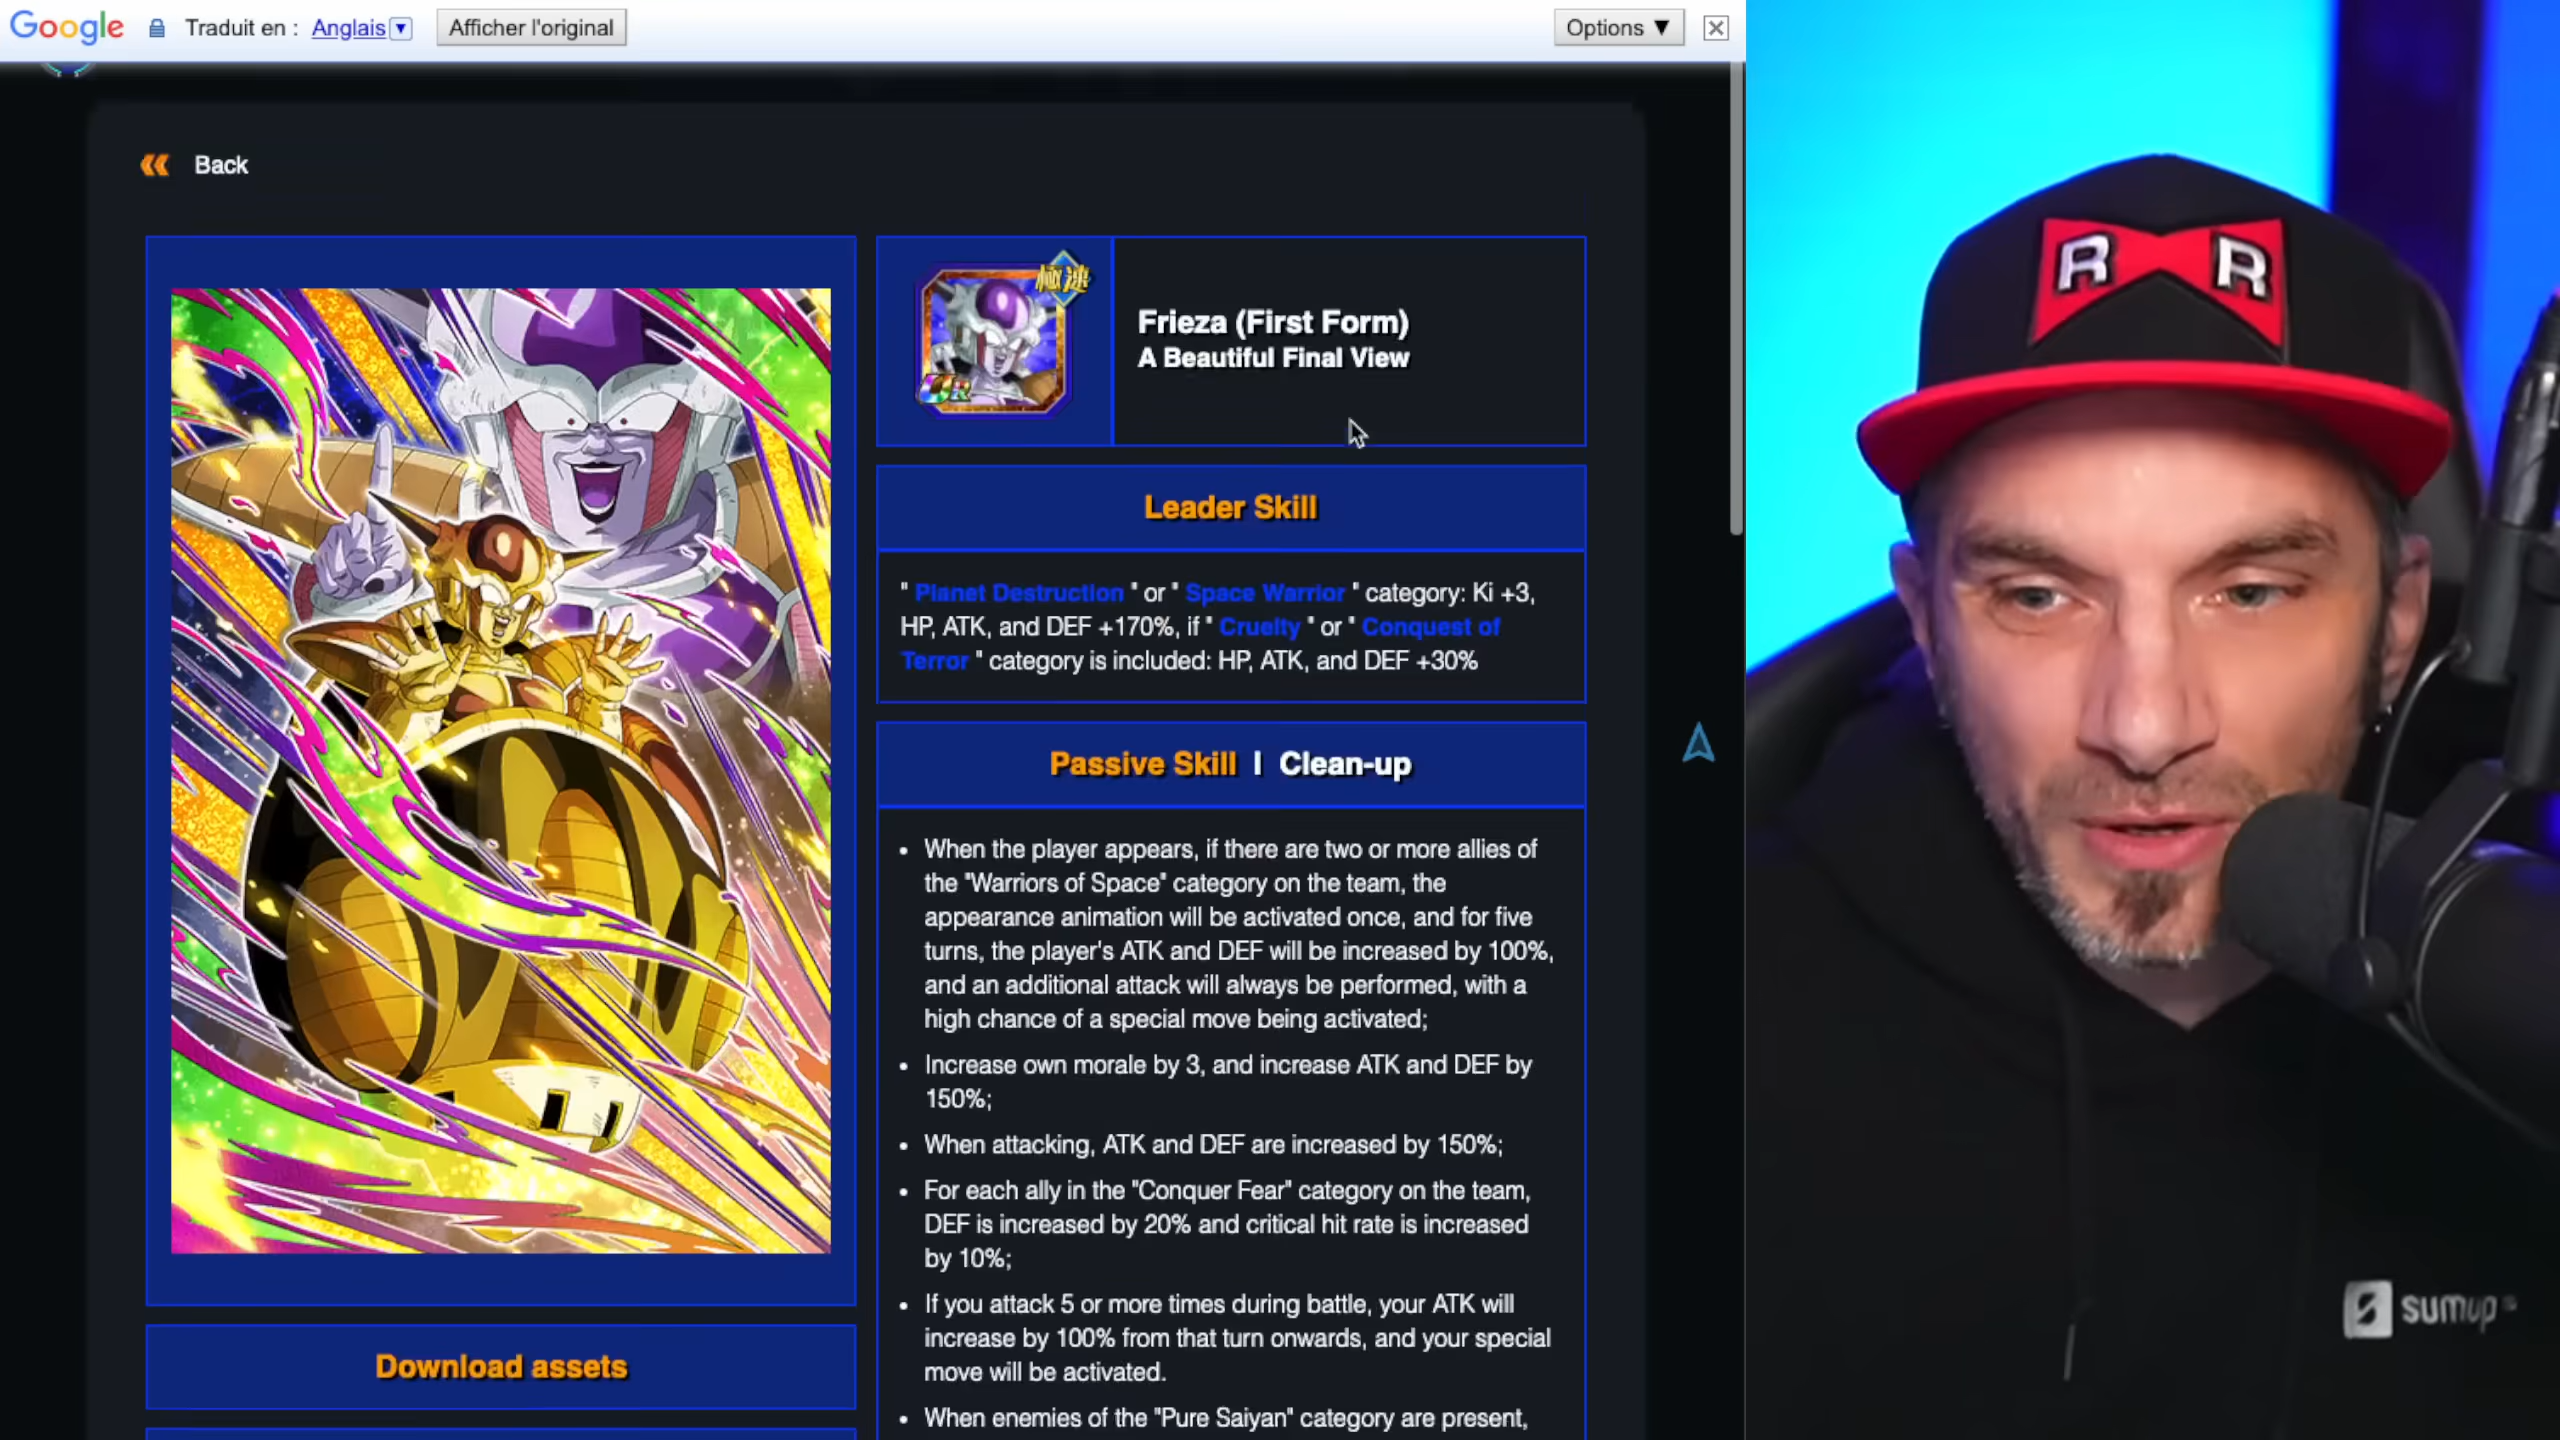 Google Traduit en : Anglais ▼ Afficher l'original Options ▼
Back
極速
UR
Frieza (First Form)
A Beautiful Final View
Leader Skill
" Planet Destruction " or " Space Warrior " category: Ki +3,
HP, ATK, and DEF +170%, if " Cruelty " or " Conquest of
Terror " category is included: HP, ATK, and DEF +30%
Passive Skill | Clean-up
• When the player appears, if there are two or more allies of
the "Warriors of Space" category on the team, the
appearance animation will be activated once, and for five
turns, the player's ATK and DEF will be increased by 100%,
and an additional attack will always be performed, with a
high chance of a special move being activated;
• Increase own morale by 3, and increase ATK and DEF by
150%;
• When attacking, ATK and DEF are increased by 150%;
• For each ally in the "Conquer Fear" category on the team,
DEF is increased by 20% and critical hit rate is increased
by 10%;
• If you attack 5 or more times during battle, your ATK will
increase by 100% from that turn onwards, and your special
move will be activated.
• When enemies of the "Pure Saiyan" category are present,
Download assets
R R
sumup